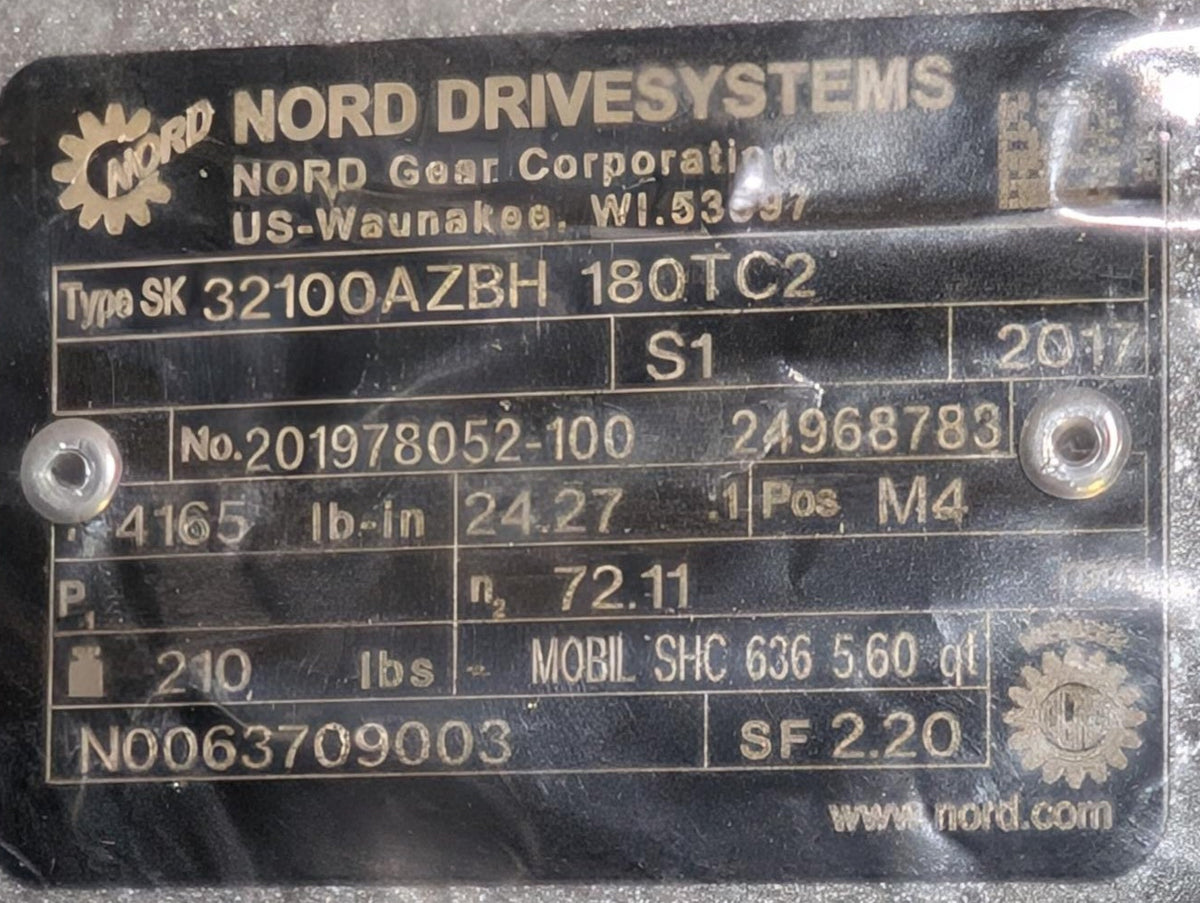 NORD NORD DRIVESYSTEMS
NORD Gear Corporation
US-Waunakee, WI.
Type SK 32100AZBH 180TC2
S1 2017
No. 201978052-100 24968783
4165 lb-in 24.27 :1 Pos M4
P1 n2 72.11
210 lbs MOBIL SHC 636 5.60 qt
N0063709003 SF 2.20
www.nord.com